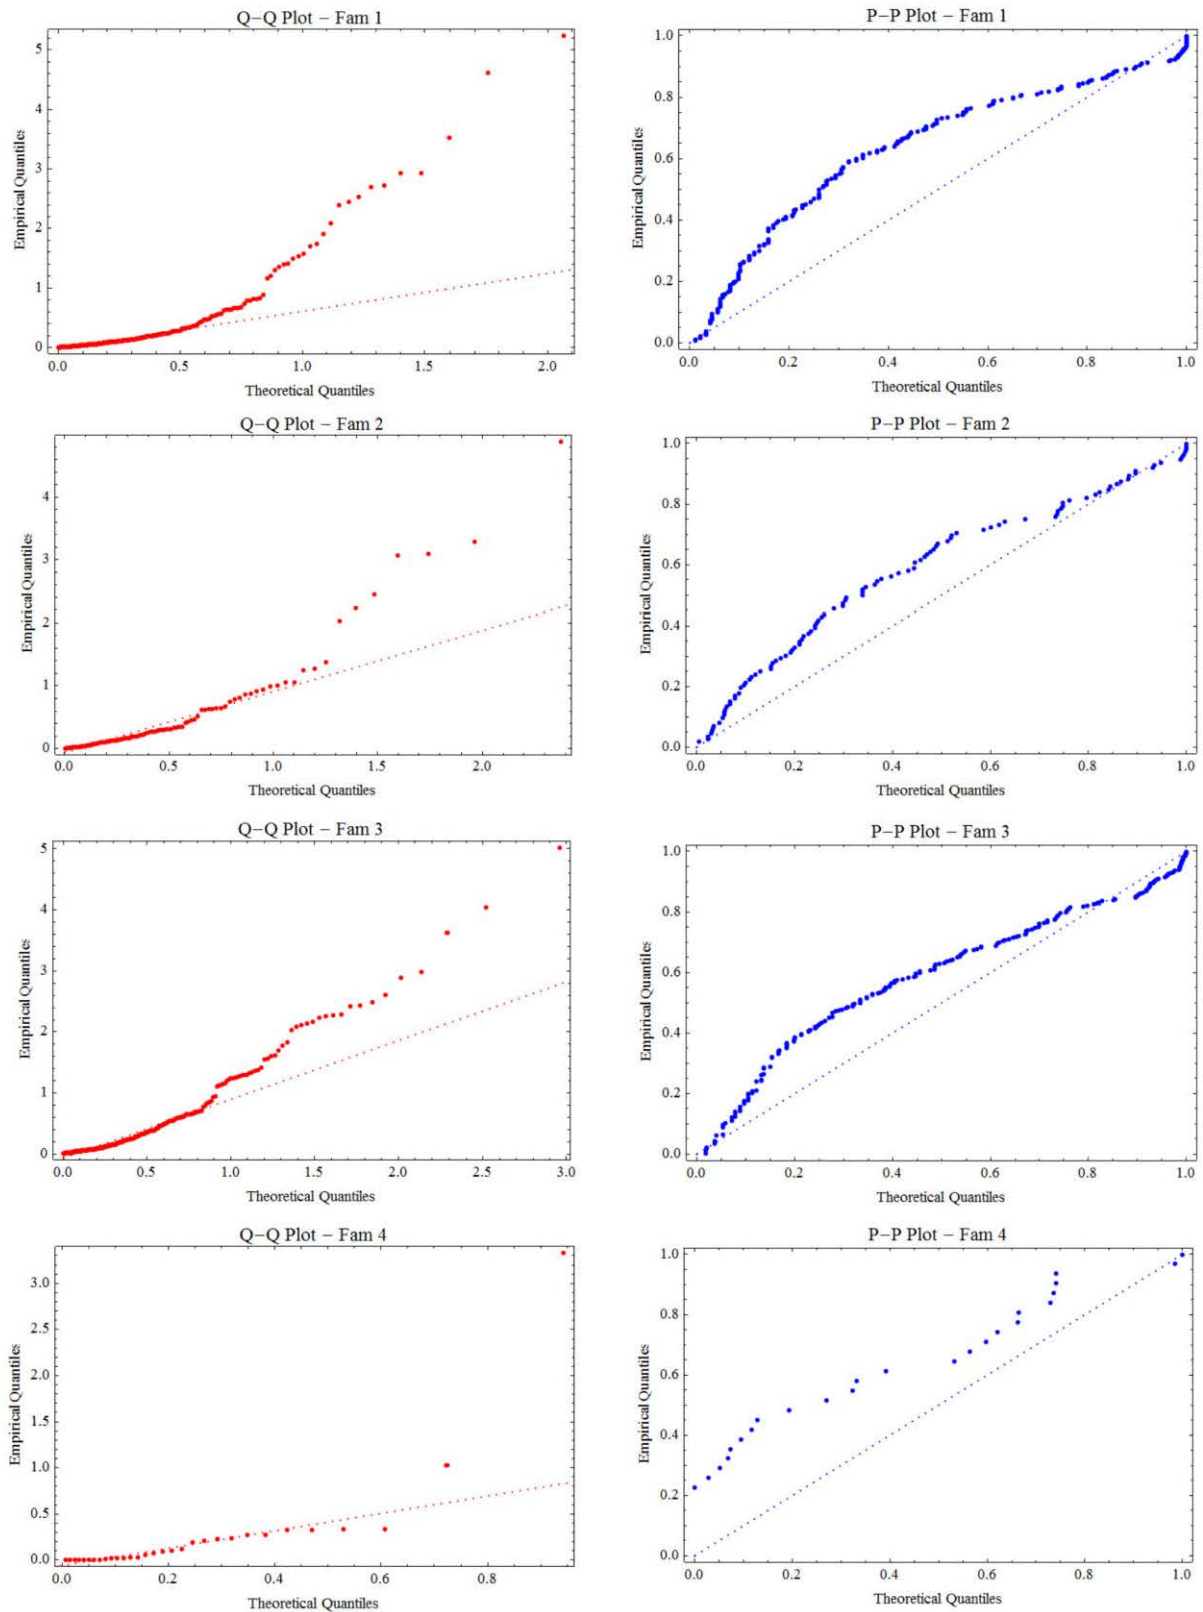 Q−Q Plot − Fam 1
Empirical Quantiles
5
4
3
2
1
0
0.0 0.5 1.0 1.5 2.0
Theoretical Quantiles
P−P Plot − Fam 1
Empirical Quantiles
1.0
0.8
0.6
0.4
0.2
0.0
0.0 0.2 0.4 0.6 0.8 1.0
Theoretical Quantiles
Q−Q Plot − Fam 2
Empirical Quantiles
4
3
2
1
0
0.0 0.5 1.0 1.5 2.0
Theoretical Quantiles
P−P Plot − Fam 2
Empirical Quantiles
1.0
0.8
0.6
0.4
0.2
0.0
0.0 0.2 0.4 0.6 0.8 1.0
Theoretical Quantiles
Q−Q Plot − Fam 3
Empirical Quantiles
5
4
3
2
1
0
0.0 0.5 1.0 1.5 2.0 2.5 3.0
Theoretical Quantiles
P−P Plot − Fam 3
Empirical Quantiles
1.0
0.8
0.6
0.4
0.2
0.0
0.0 0.2 0.4 0.6 0.8 1.0
Theoretical Quantiles
Q−Q Plot − Fam 4
Empirical Quantiles
3.0
2.5
2.0
1.5
1.0
0.5
0.0
0.0 0.2 0.4 0.6 0.8
Theoretical Quantiles
P−P Plot − Fam 4
Empirical Quantiles
1.0
0.8
0.6
0.4
0.2
0.0
0.0 0.2 0.4 0.6 0.8 1.0
Theoretical Quantiles